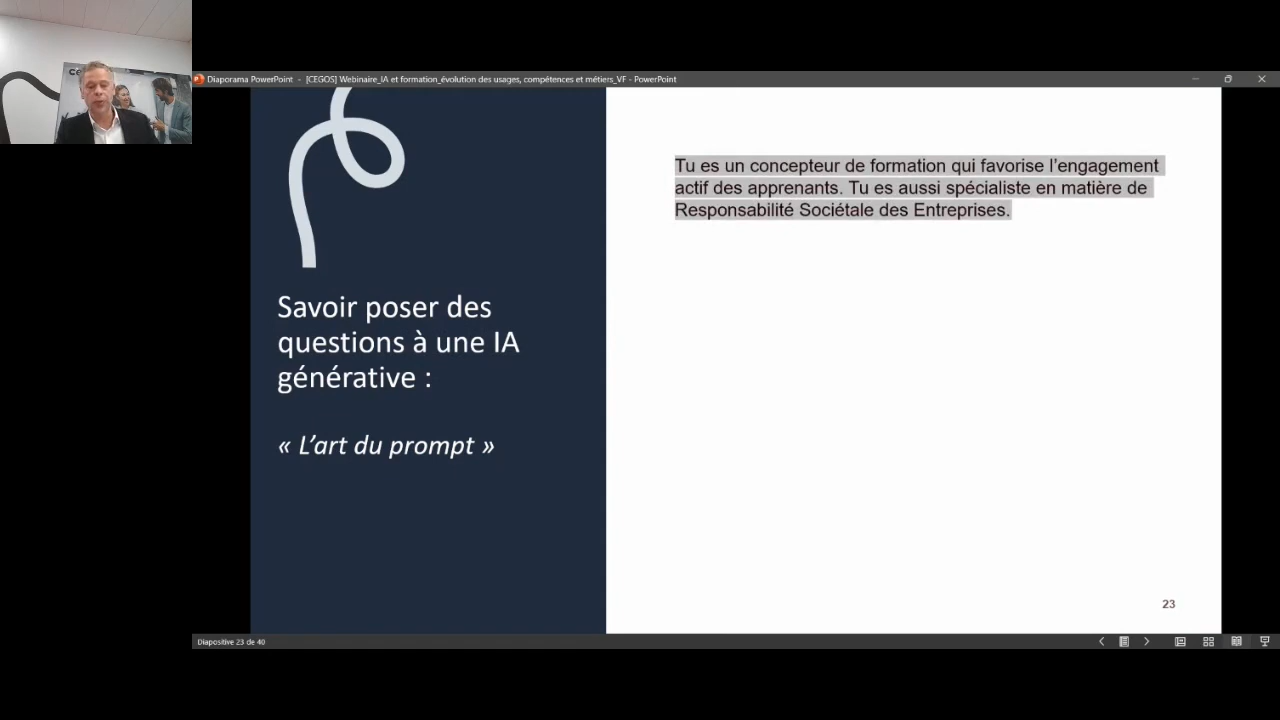 Diaporama PowerPoint - [CEGOS] Webinaire_IA et formation_évolution des usages, compétences et métiers_VF - PowerPoint
Savoir poser des
questions à une IA
générative :
« L’art du prompt »
Tu es un concepteur de formation qui favorise l’engagement
actif des apprenants. Tu es aussi spécialiste en matière de
Responsabilité Sociétale des Entreprises.
23
Diapositive 23 de 40